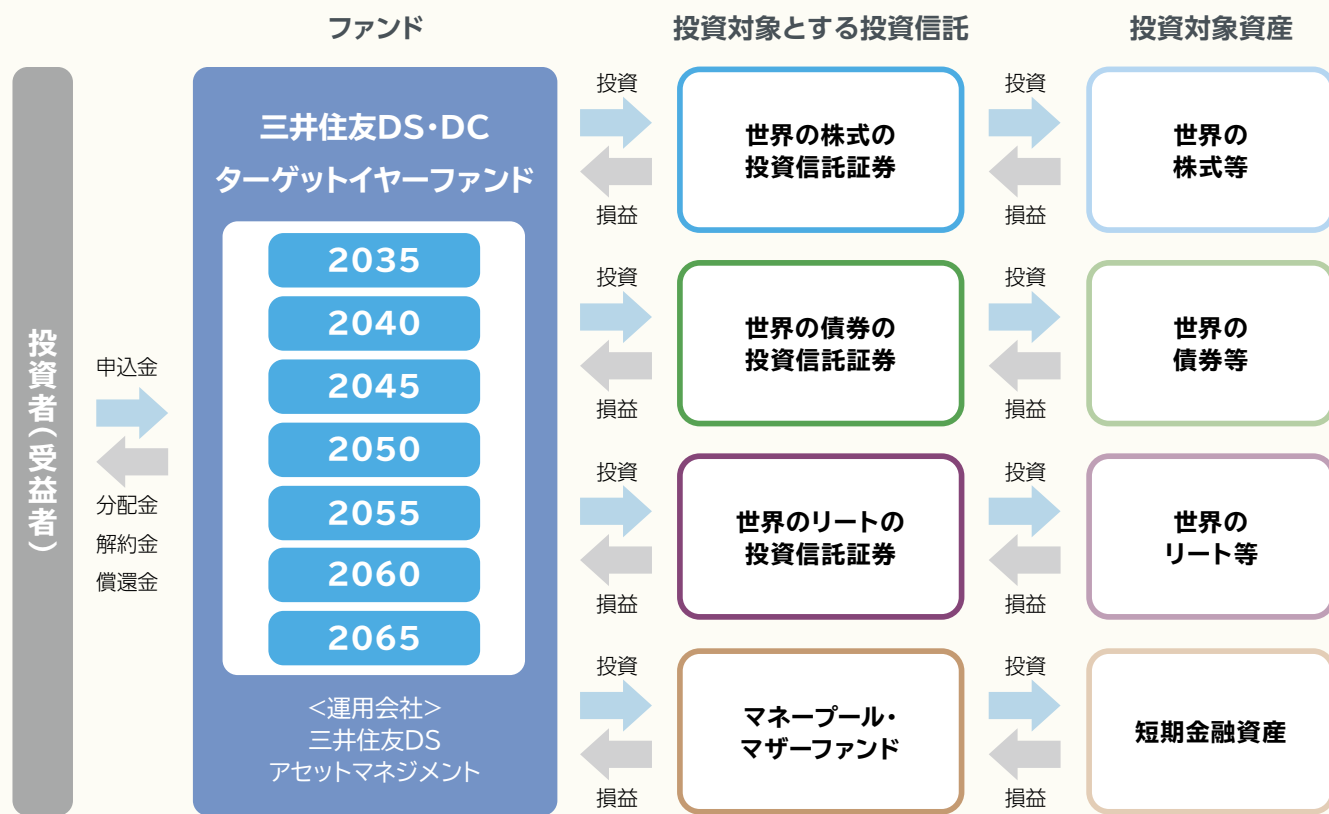 ファンド
投資対象とする投資信託
投資対象資産
投資者(受益者)
申込金
分配金
解約金
償還金
三井住友DS・DC
ターゲットイヤーファンド
2035
2040
2045
2050
2055
2060
2065
<運用会社>
三井住友DS
アセットマネジメント
投資
損益
世界の株式の
投資信託証券
投資
損益
世界の
株式等
投資
損益
世界の債券の
投資信託証券
投資
損益
世界の
債券等
投資
損益
世界のリートの
投資信託証券
投資
損益
世界の
リート等
投資
損益
マネープール・
マザーファンド
投資
損益
短期金融資産